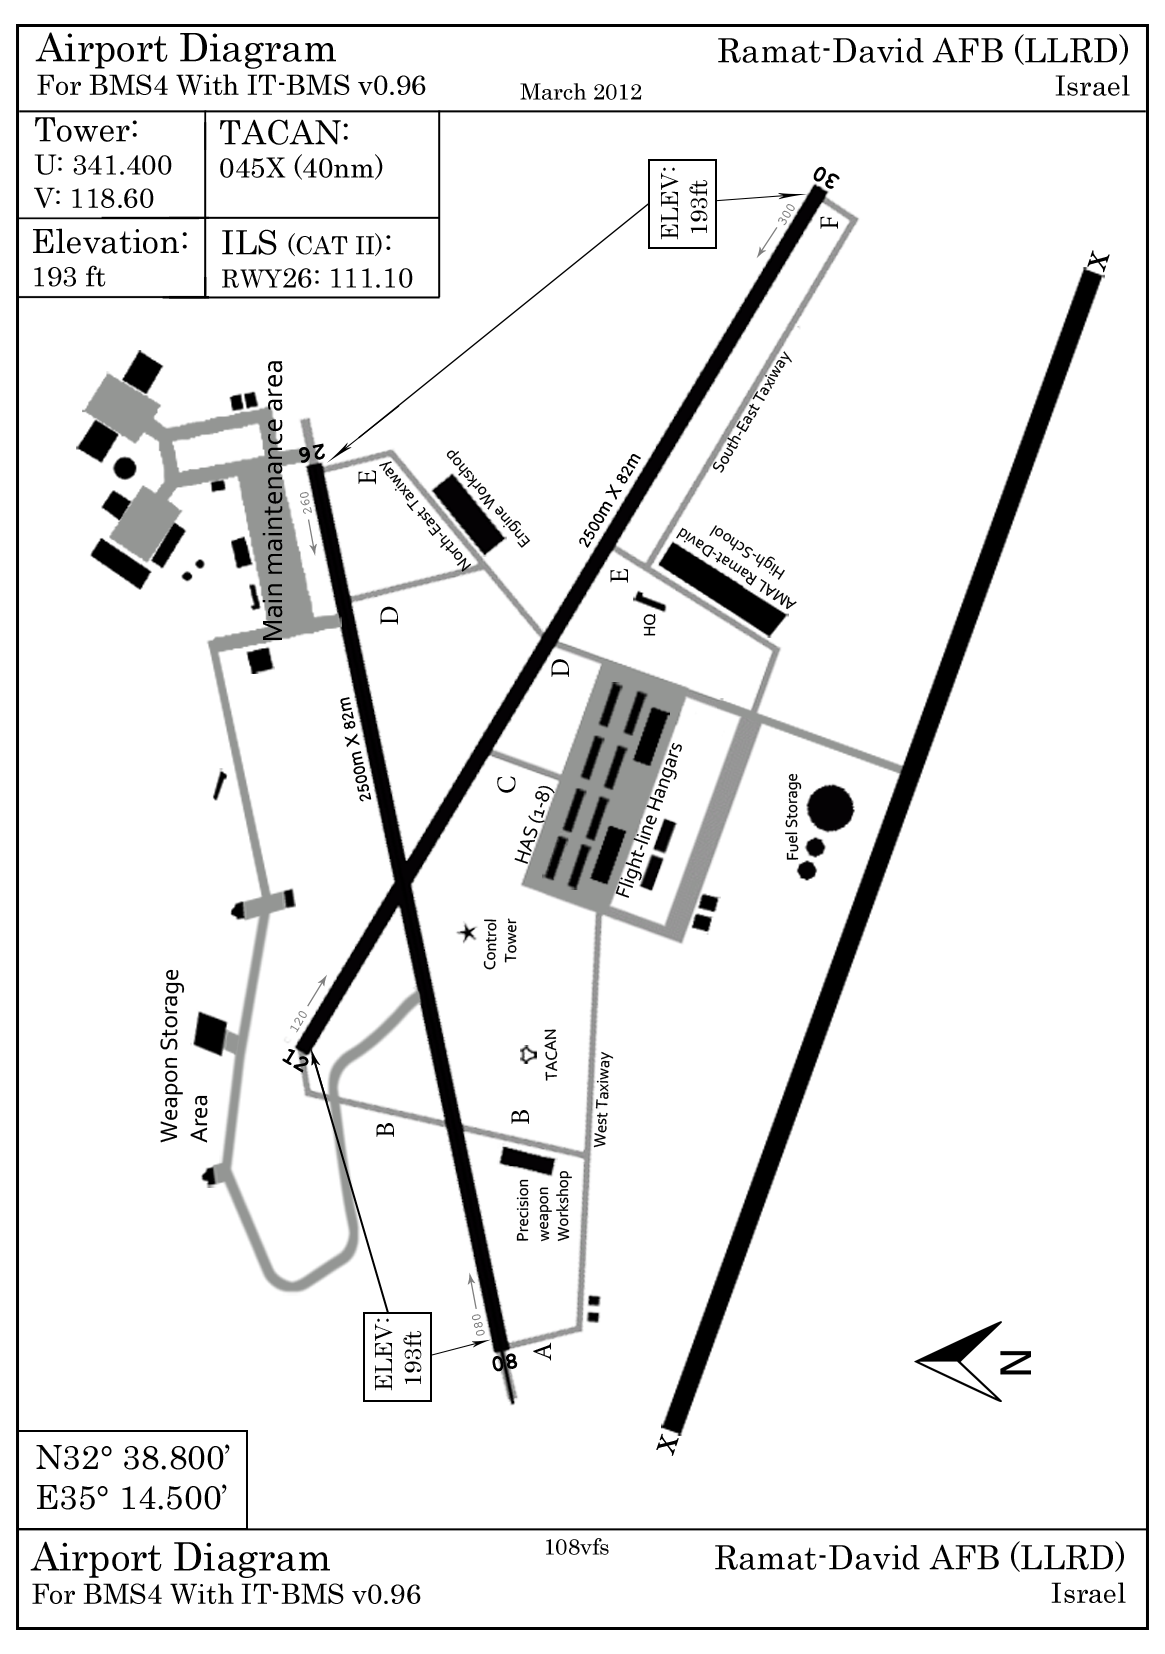 Airport Diagram
For BMS4 With IT-BMS v0.96
March 2012
Ramat-David AFB (LLRD)
Israel
Tower:
U: 341.400
V: 118.60
TACAN:
045X (40nm)
Elevation:
193 ft
ILS (CAT II):
RWY26: 111.10
ELEV:
193ft
30
300
F
X
South-East Taxiway
2500m X 82m
Main maintenance area
26
260
E
North-East Taxiway
Engine Workshop
AMAL Ramat-David
High-School
E
HQ
D
D
2500m X 82m
C
HAS (1-8)
Flight-line Hangars
Fuel Storage
Control
Tower
Weapon Storage
Area
120
12
TACAN
B
B
West Taxiway
Precision
weapon
Workshop
ELEV:
193ft
080
08
A
N
X
N32° 38.800’
E35° 14.500’
Airport Diagram
For BMS4 With IT-BMS v0.96
108vfs
Ramat-David AFB (LLRD)
Israel